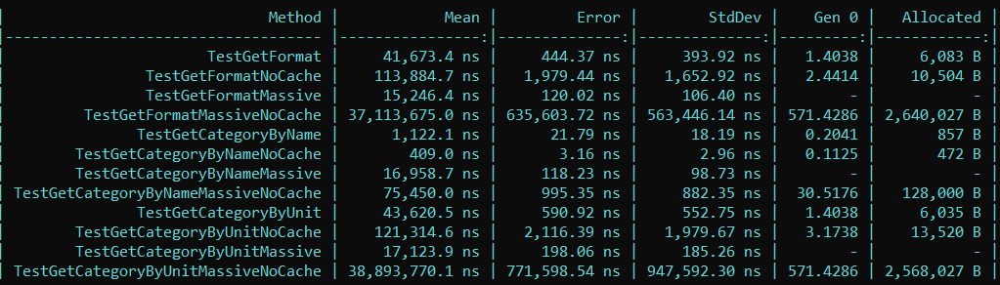 Method | Mean | Error | StdDev | Gen 0 | Allocated |
------------------------------------ |----------------:|--------------:|--------------:|---------:|------------:|
TestGetFormat | 41,673.4 ns | 444.37 ns | 393.92 ns | 1.4038 | 6,083 B |
TestGetFormatNoCache | 113,884.7 ns | 1,979.44 ns | 1,652.92 ns | 2.4414 | 10,504 B |
TestGetFormatMassive | 15,246.4 ns | 120.02 ns | 106.40 ns | - | - |
TestGetFormatMassiveNoCache | 37,113,675.0 ns | 635,603.72 ns | 563,446.14 ns | 571.4286 | 2,640,027 B |
TestGetCategoryByName | 1,122.1 ns | 21.79 ns | 18.19 ns | 0.2041 | 857 B |
TestGetCategoryByNameNoCache | 409.0 ns | 3.16 ns | 2.96 ns | 0.1125 | 472 B |
TestGetCategoryByNameMassive | 16,958.7 ns | 118.23 ns | 98.73 ns | - | - |
TestGetCategoryByNameMassiveNoCache | 75,450.0 ns | 995.35 ns | 882.35 ns | 30.5176 | 128,000 B |
TestGetCategoryByUnit | 43,620.5 ns | 590.92 ns | 552.75 ns | 1.4038 | 6,035 B |
TestGetCategoryByUnitNoCache | 121,314.6 ns | 2,116.39 ns | 1,979.67 ns | 3.1738 | 13,520 B |
TestGetCategoryByUnitMassive | 17,123.9 ns | 198.06 ns | 185.26 ns | - | - |
TestGetCategoryByUnitMassiveNoCache | 38,893,770.1 ns | 771,598.54 ns | 947,592.30 ns | 571.4286 | 2,568,027 B |